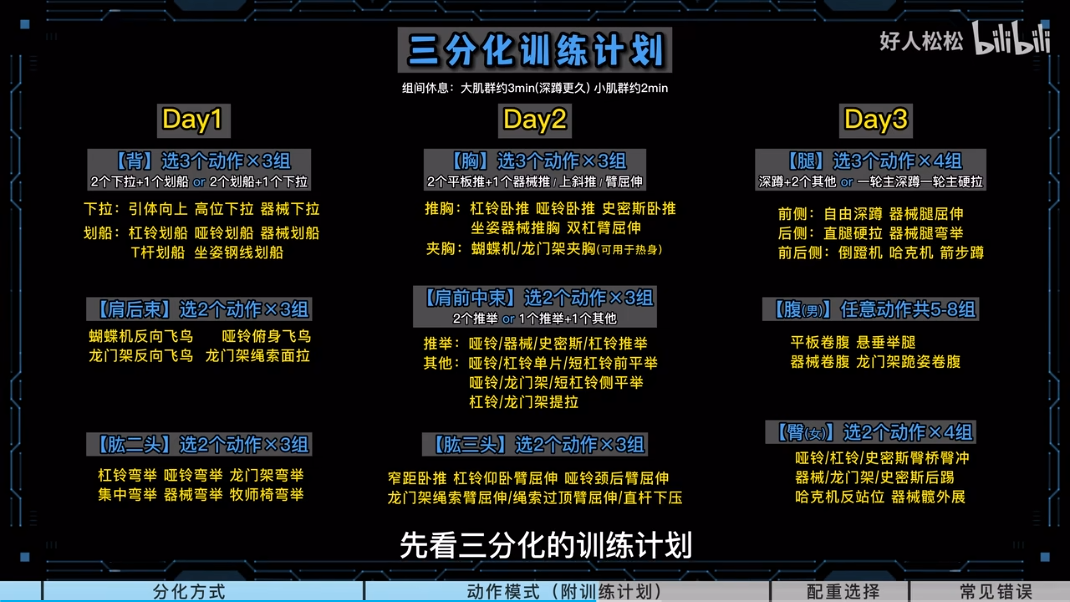 好人松松 bilibili
三分化训练计划
组间休息：大肌群约3min(深蹲更久) 小肌群约2min
Day1
【背】选3个动作×3组
2个下拉+1个划船 or 2个划船+1个下拉
下拉：引体向上 高位下拉 器械下拉
划船：杠铃划船 哑铃划船 器械划船
T杆划船 坐姿钢线划船
【肩后束】选2个动作×3组
蝴蝶机反向飞鸟 哑铃俯身飞鸟
龙门架反向飞鸟 龙门架绳索面拉
【肱二头】选2个动作×3组
杠铃弯举 哑铃弯举 龙门架弯举
集中弯举 器械弯举 牧师椅弯举
Day2
【胸】选3个动作×3组
2个平板推+1个器械推/上斜推/臂屈伸
推胸：杠铃卧推 哑铃卧推 史密斯卧推
坐姿器械推胸 双杠臂屈伸
夹胸：蝴蝶机/龙门架夹胸(可用于热身)
【肩前中束】选2个动作×3组
2个推举 or 1个推举+1个其他
推举：哑铃/器械/史密斯/杠铃推举
其他：哑铃/杠铃单片/短杠铃前平举
哑铃/龙门架/短杠铃侧平举
杠铃/龙门架提拉
【肱三头】选2个动作×3组
窄距卧推 杠铃仰卧臂屈伸 哑铃颈后臂屈伸
龙门架绳索臂屈伸/绳索过顶臂屈伸/直杆下压
Day3
【腿】选3个动作×4组
深蹲+2个其他 or 一轮主深蹲一轮主硬拉
前侧：自由深蹲 器械腿屈伸
后侧：直腿硬拉 器械腿弯举
前后侧：倒蹬机 哈克机 箭步蹲
【腹(男)】任意动作共5-8组
平板卷腹 悬垂举腿
器械卷腹 龙门架跪姿卷腹
【臀(女)】选2个动作×4组
哑铃/杠铃/史密斯臀桥臀冲
器械/龙门架/史密斯后踢
哈克机反站位 器械髋外展
先看三分化的训练计划
分化方式 动作模式（附训练计划） 配重选择 常见错误